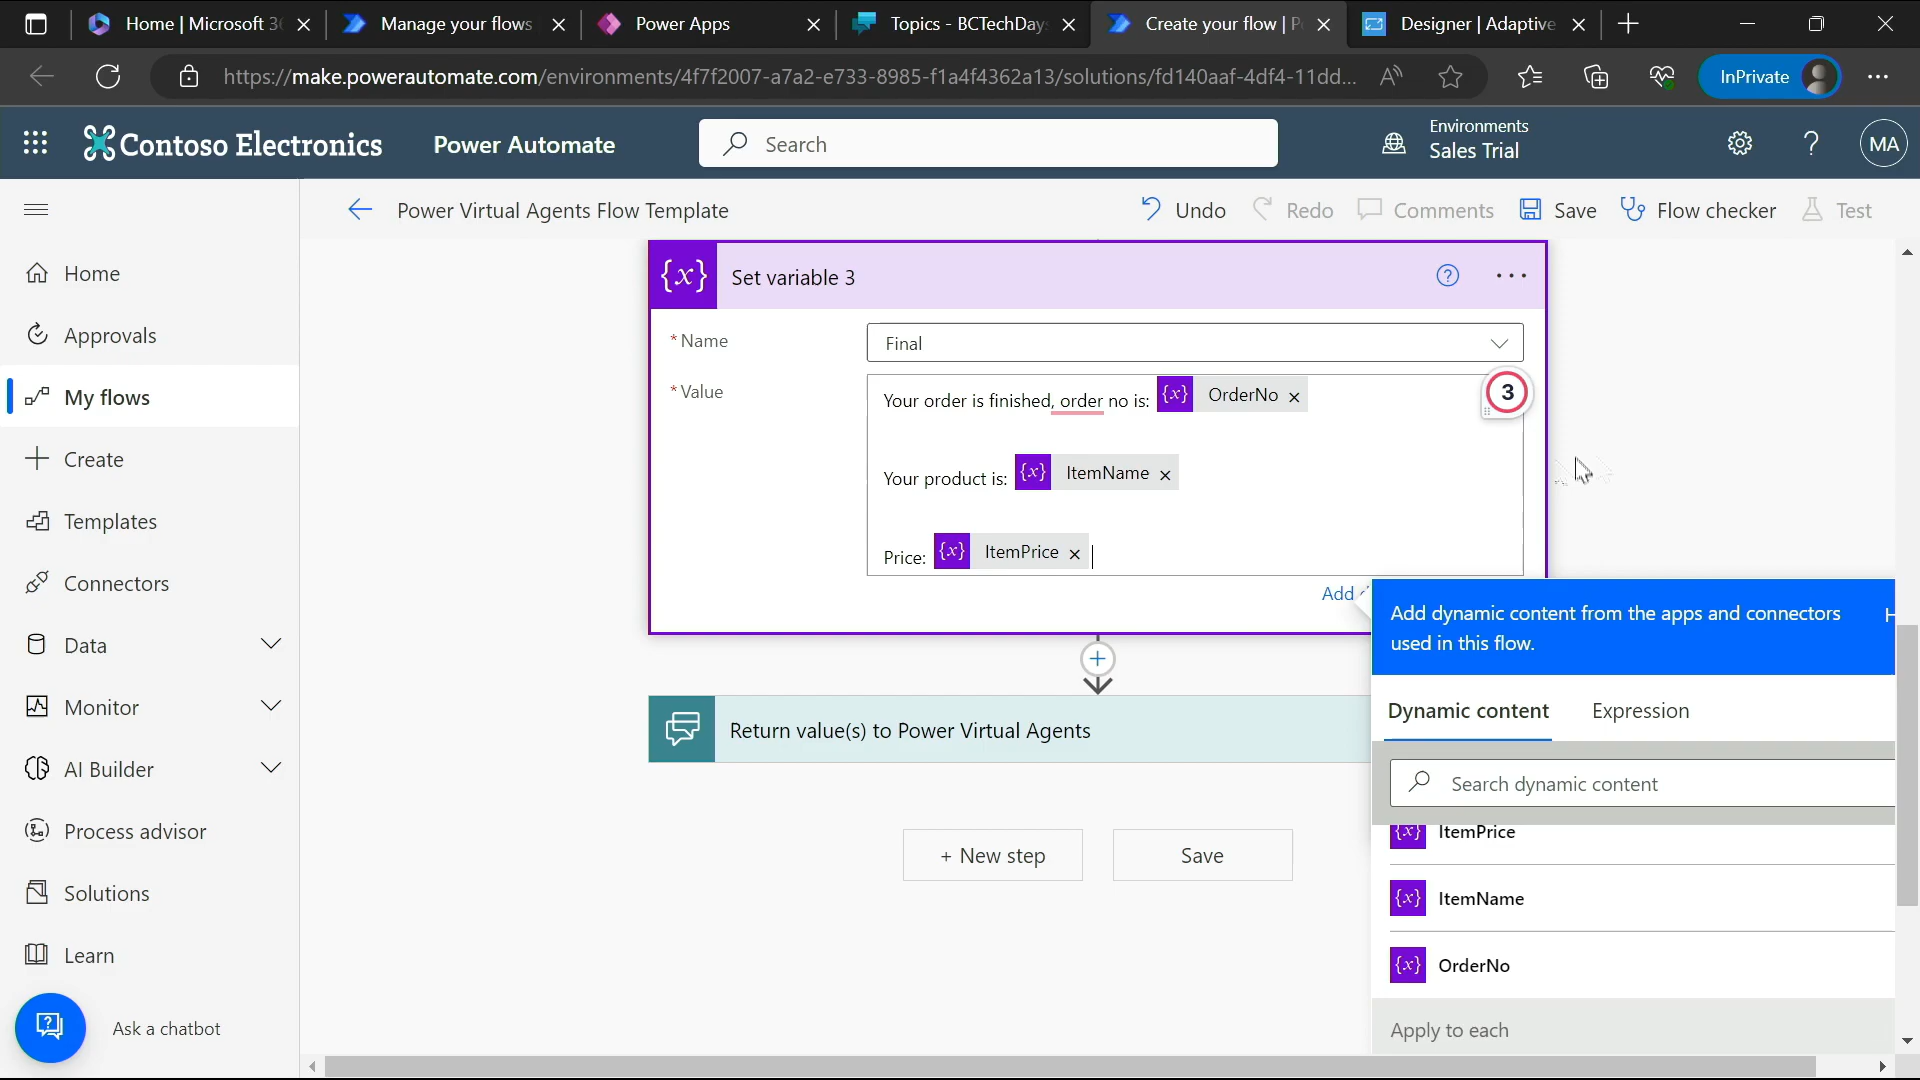 Home | Microsoft 36
Manage your flows
Power Apps
Topics - BCTechDay
Create your flow | P
Designer | Adaptive
https://make.powerautomate.com/environments/4f7f2007-a7a2-e733-8985-f1a4f4362a13/solutions/fd140aaf-4df4-11dd...
InPrivate
Contoso Electronics
Power Automate
Search
Environments
Sales Trial
MA
Power Virtual Agents Flow Template
Undo
Redo
Comments
Save
Flow checker
Test
Home
Approvals
My flows
Create
Templates
Connectors
Data
Monitor
AI Builder
Process advisor
Solutions
Learn
Ask a chatbot
{x} Set variable 3
* Name
Final
* Value
Your order is finished, order no is: {x} OrderNo ×
3
Your product is: {x} ItemName ×
Price: {x} ItemPrice ×
Add
Return value(s) to Power Virtual Agents
+ New step
Save
Add dynamic content from the apps and connectors
used in this flow.
Dynamic content
Expression
Search dynamic content
{x} ItemPrice
{x} ItemName
{x} OrderNo
Apply to each